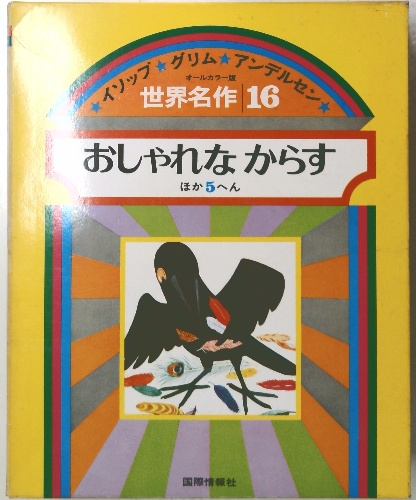 ★イソップ★グリム★アンデルセン★
オールカラー版
世界名作 16
おしゃれな からす
ほか5へん
国際情報社